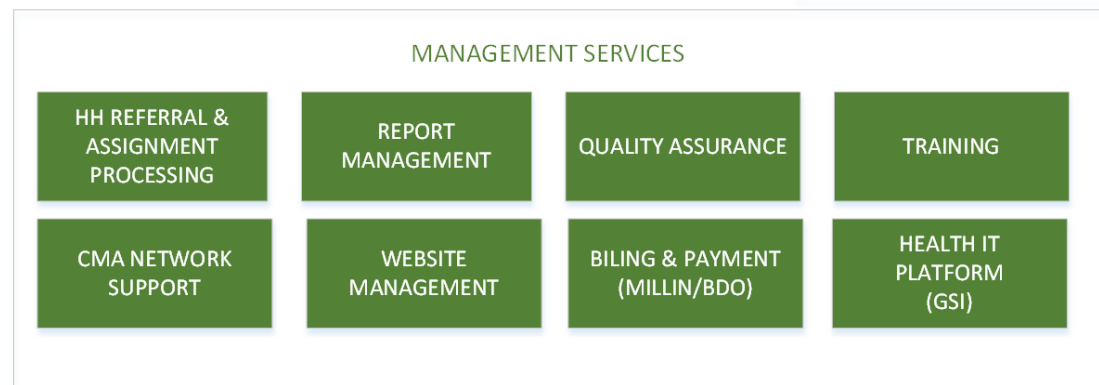 MANAGEMENT SERVICES
HH REFERRAL &
ASSIGNMENT
PROCESSING
REPORT
MANAGEMENT
QUALITY ASSURANCE
TRAINING
CMA NETWORK
SUPPORT
WEBSITE
MANAGEMENT
BILING & PAYMENT
(MILLIN/BDO)
HEALTH IT
PLATFORM
(GSI)